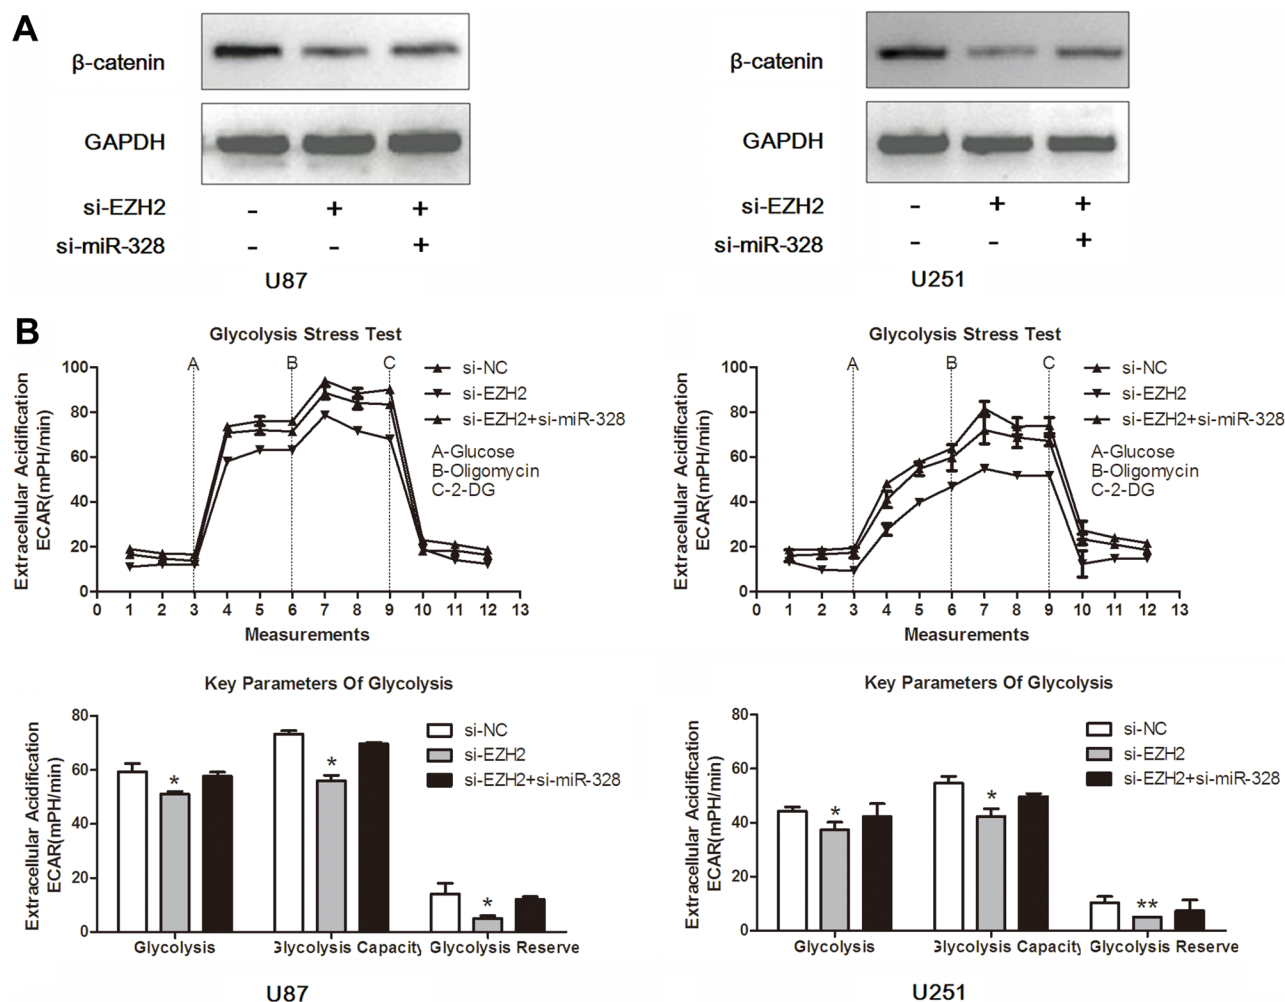 A
β-catenin
GAPDH
si-EZH2 - + +
si-miR-328 - - +
U87
β-catenin
GAPDH
si-EZH2 - + +
si-miR-328 - - +
U251
B
Glycolysis Stress Test
Extracellular Acidification
ECAR(mPH/min)
100
80
60
40
20
0
A B C
si-NC
si-EZH2
si-EZH2+si-miR-328
A-Glucose
B-Oligomycin
C-2-DG
0 1 2 3 4 5 6 7 8 9 10 11 12 13
Measurements
Glycolysis Stress Test
Extracellular Acidification
ECAR(mPH/min)
100
80
60
40
20
0
A B C
si-NC
si-EZH2
si-EZH2+si-miR-328
A-Glucose
B-Oligomycin
C-2-DG
0 1 2 3 4 5 6 7 8 9 10 11 12 13
Measurements
Key Parameters Of Glycolysis
Extracellular Acidification
ECAR(mPH/min)
80
60
40
20
0
* * *
si-NC
si-EZH2
si-EZH2+si-miR-328
Glycolysis Glycolysis Capacity Glycolysis Reserve
U87
Key Parameters Of Glycolysis
Extracellular Acidification
ECAR(mPH/min)
80
60
40
20
0
* * **
si-NC
si-EZH2
si-EZH2+si-miR-328
Glycolysis Glycolysis Capacity Glycolysis Reserve
U251